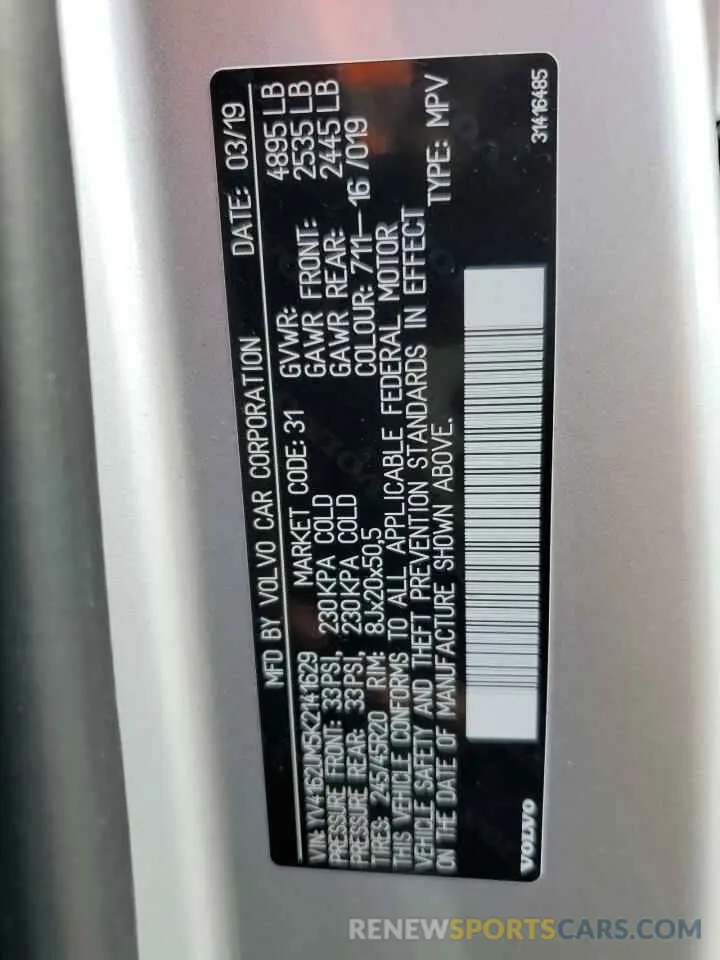 MFD BY VOLVO CAR CORPORATION DATE: 03/19
VIN: YV4162UM5K2141629 MARKET CODE: 31 GVWR: 4895 LB
PRESSURE FRONT: 33PSI, 230KPA COLD GAWR FRONT: 2535 LB
PRESSURE REAR: 33PSI, 230KPA COLD GAWR REAR: 2445 LB
TIRES: 245/45R20 RIM: 8Jx20x50,5 COLOUR: 711-16/019
THIS VEHICLE CONFORMS TO ALL APPLICABLE FEDERAL MOTOR
VEHICLE SAFETY AND THEFT PREVENTION STANDARDS IN EFFECT
ON THE DATE OF MANUFACTURE SHOWN ABOVE. TYPE: MPV
VOLVO 31416485
RENEWSPORTSCARS.COM